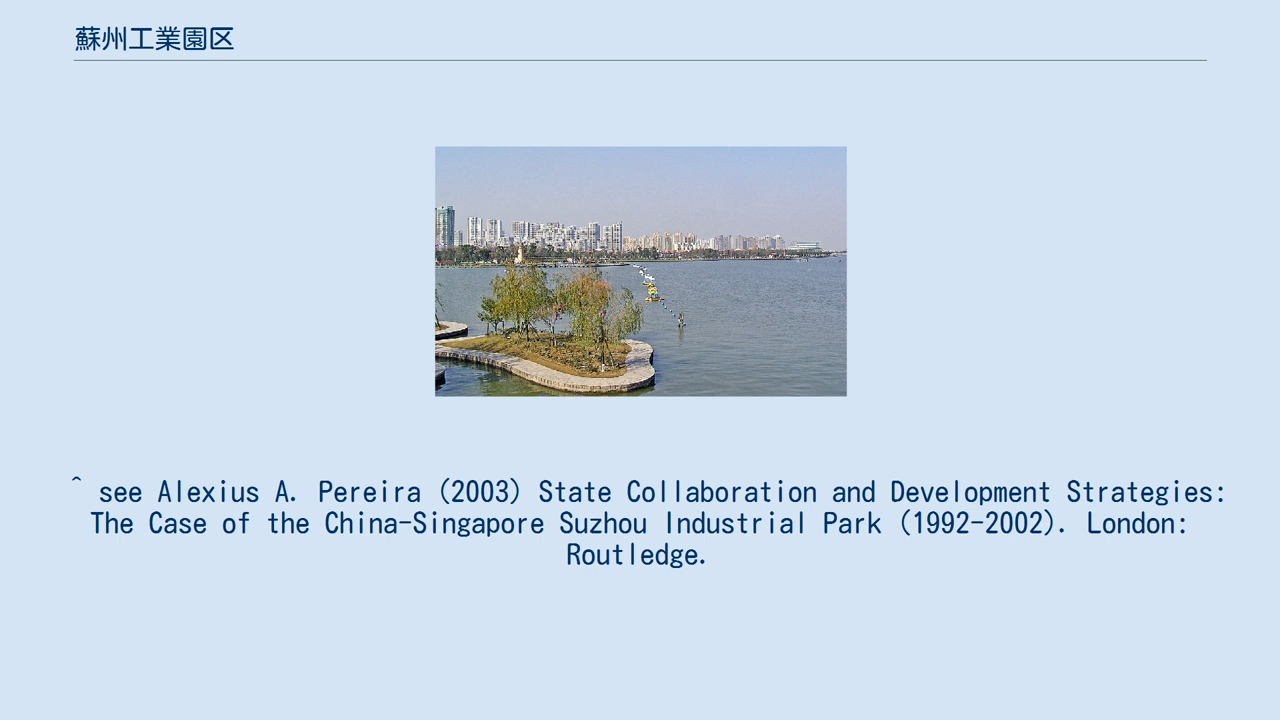 蘇州工業園区
^ see Alexius A. Pereira (2003) State Collaboration and Development Strategies:
The Case of the China-Singapore Suzhou Industrial Park (1992-2002). London:
Routledge.